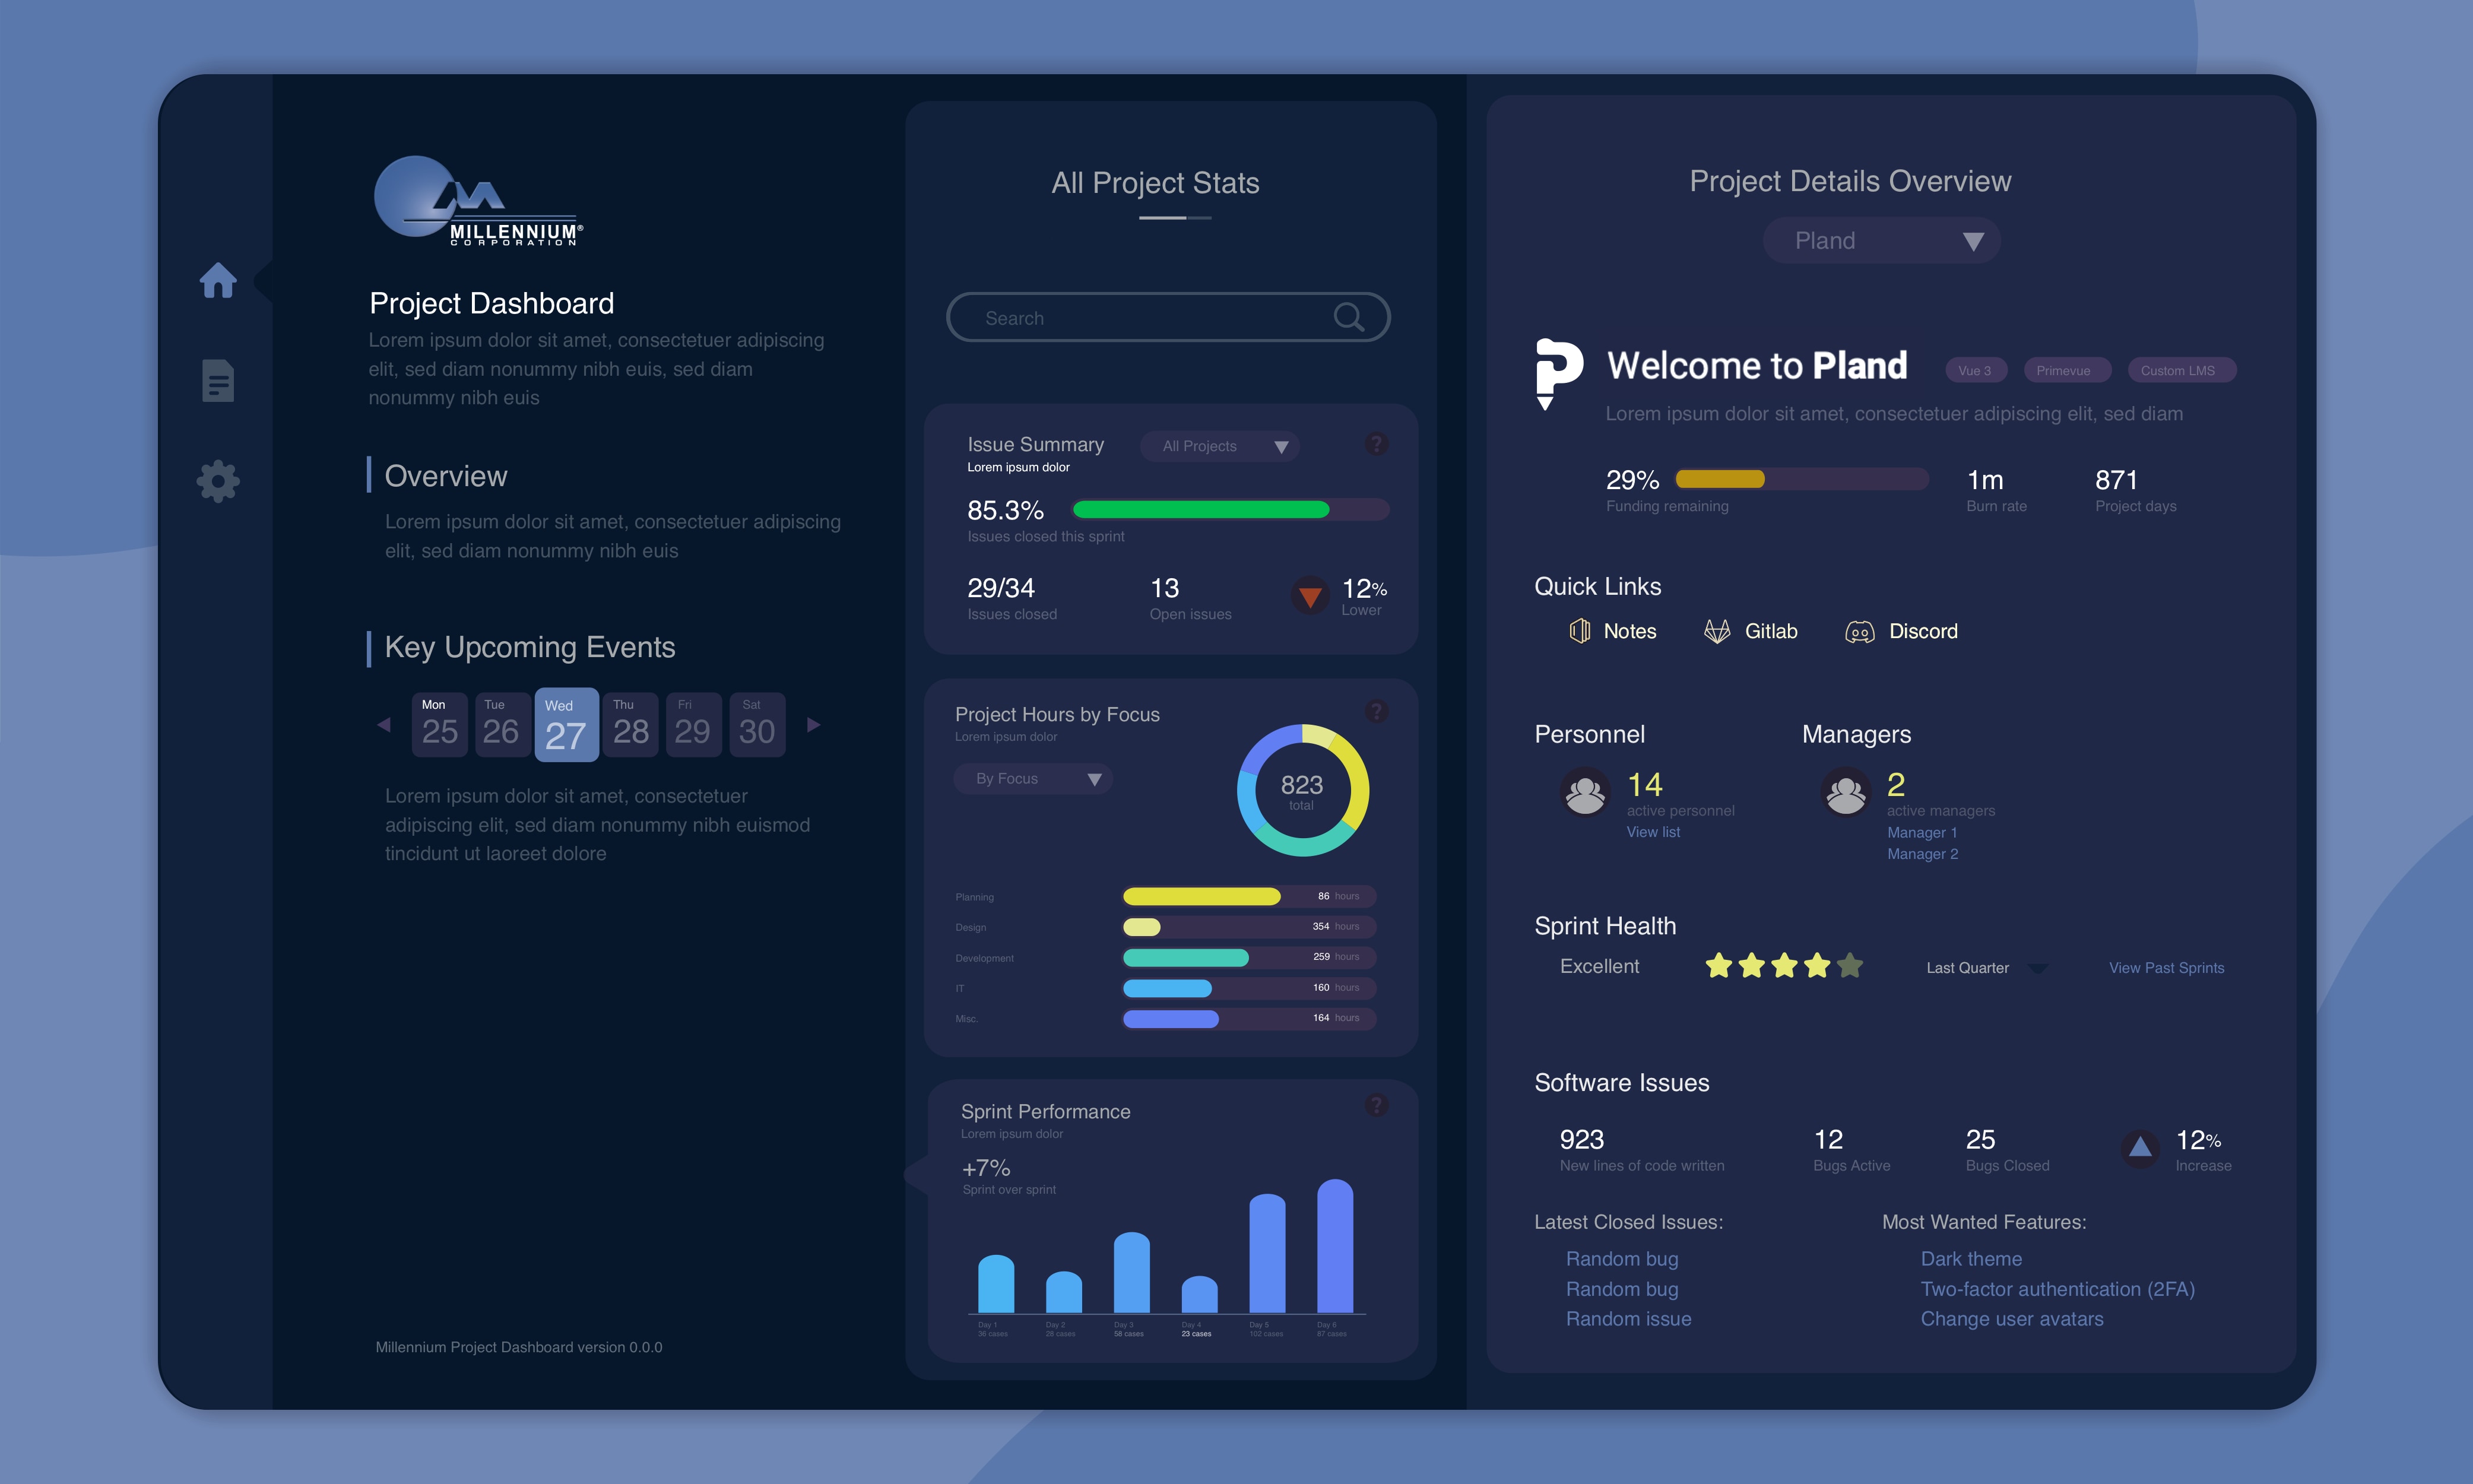 MILLENNIUM®
CORPORATION
Project Dashboard
Lorem ipsum dolor sit amet, consectetuer adipiscing
elit, sed diam nonummy nibh euis, sed diam
nonummy nibh euis
Overview
Lorem ipsum dolor sit amet, consectetuer adipiscing
elit, sed diam nonummy nibh euis
Key Upcoming Events
Mon Tue Wed Thu Fri Sat
25 26 27 28 29 30
Lorem ipsum dolor sit amet, consectetuer
adipiscing elit, sed diam nonummy nibh euismod
tincidunt ut laoreet dolore
Millennium Project Dashboard version 0.0.0
All Project Stats
Search
Issue Summary All Projects ?
Lorem ipsum dolor
85.3%
Issues closed this sprint
29/34 13 12%
Issues closed Open issues Lower
Project Hours by Focus ?
Lorem ipsum dolor
By Focus
823
total
Planning 86 hours
Design 354 hours
Development 259 hours
IT 160 hours
Misc. 164 hours
Sprint Performance ?
Lorem ipsum dolor
+7%
Sprint over sprint
Day 1 Day 2 Day 3 Day 4 Day 5 Day 6
36 cases 28 cases 58 cases 23 cases 102 cases 87 cases
Project Details Overview
Pland
P Welcome to Pland Vue 3 Primevue Custom LMS
Lorem ipsum dolor sit amet, consectetuer adipiscing elit, sed diam
29% 1m 871
Funding remaining Burn rate Project days
Quick Links
Notes Gitlab Discord
Personnel Managers
14 2
active personnel active managers
View list Manager 1
Manager 2
Sprint Health
Excellent Last Quarter View Past Sprints
Software Issues
923 12 25 12%
New lines of code written Bugs Active Bugs Closed Increase
Latest Closed Issues: Most Wanted Features:
Random bug Dark theme
Random bug Two-factor authentication (2FA)
Random issue Change user avatars